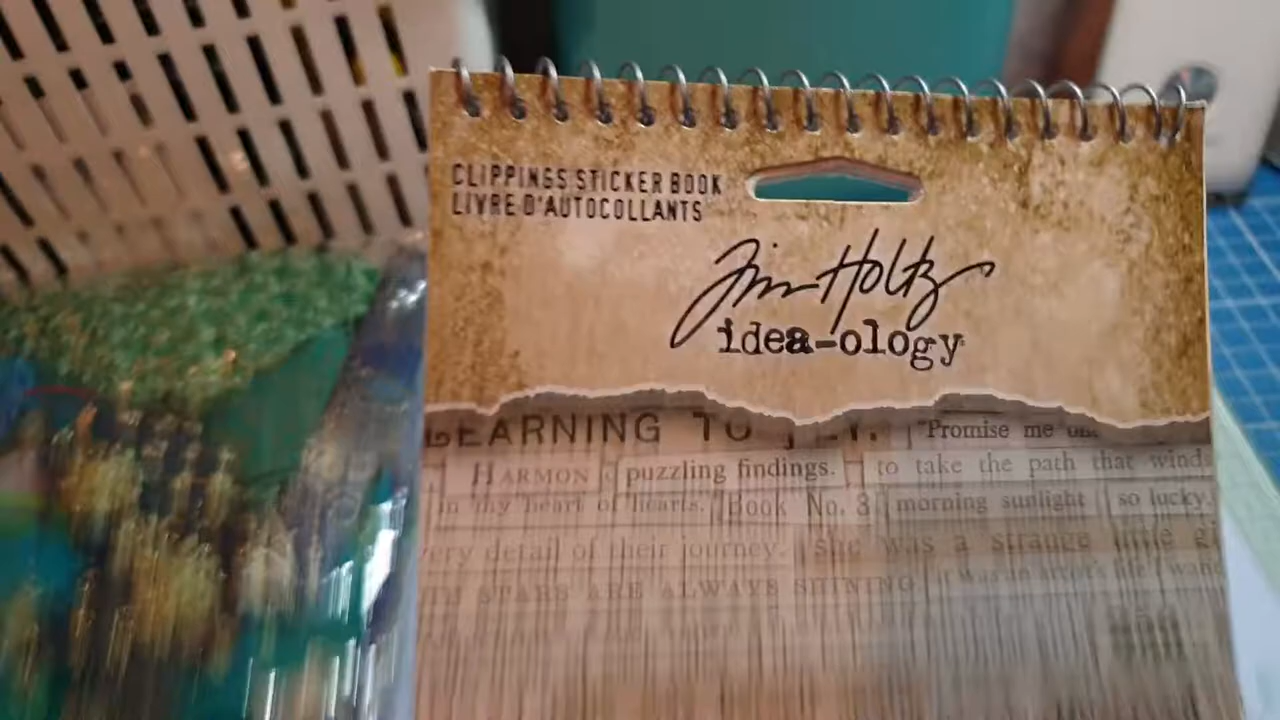 CLIPPINGS STICKER BOOK
LIVRE D'AUTOCOLLANTS
Tim Holtz
idea-ology
LEARNING TO
"Promise me
HARMON puzzling findings. to take the path that winds
in my heart of hearts. Book No. 3 morning sunlight so lucky.
very detail of their journey. She was a strange little
STARS ARE ALWAYS SHINING